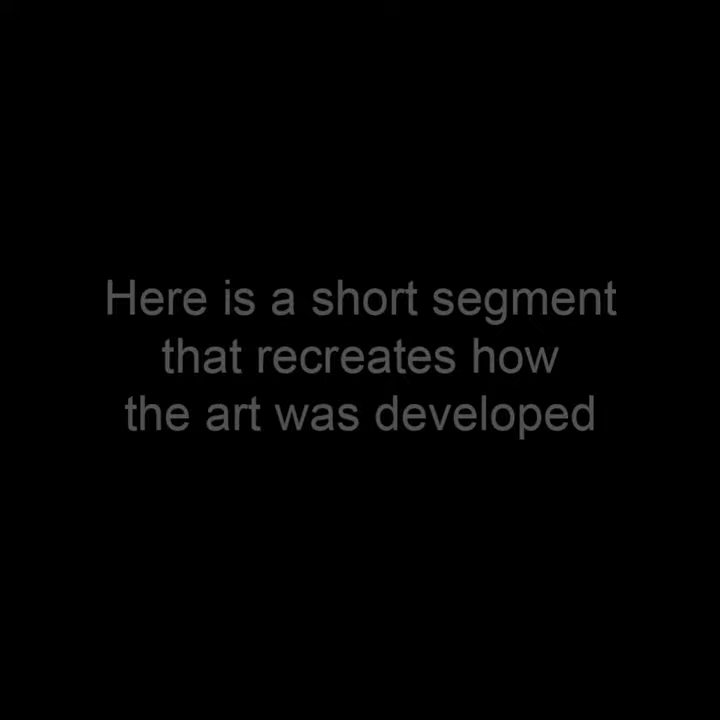 Here is a short segment
that recreates how
the art was developed